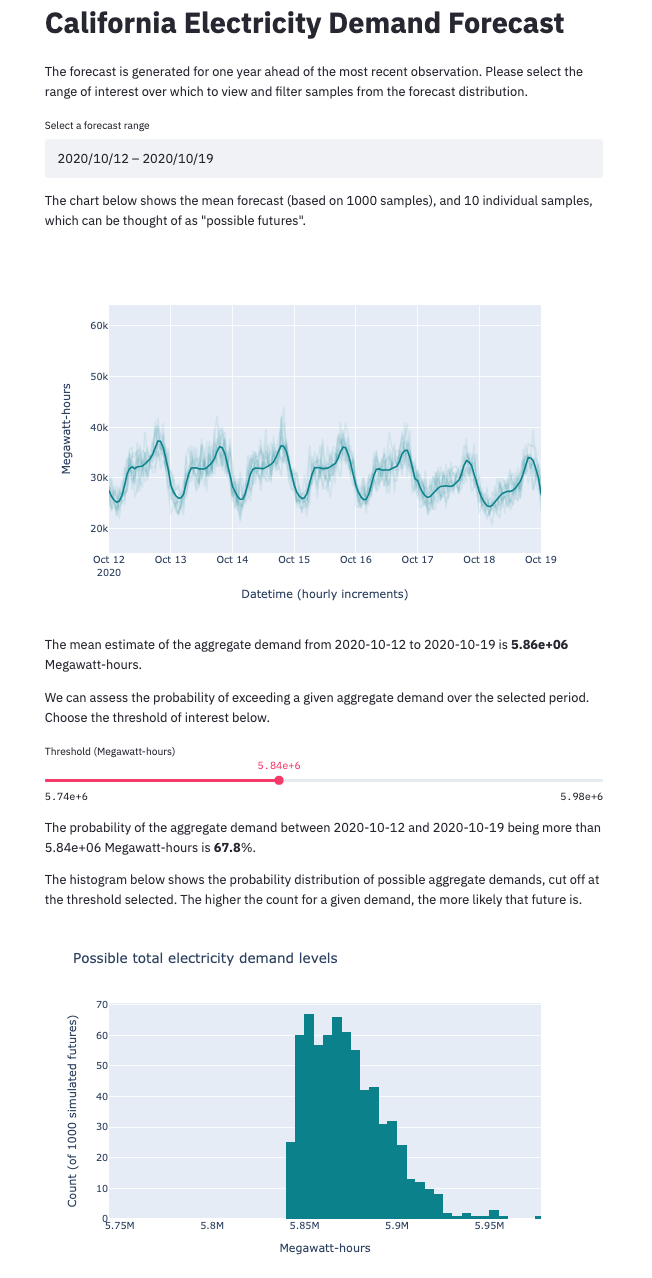 California Electricity Demand Forecast
The forecast is generated for one year ahead of the most recent observation. Please select the
range of interest over which to view and filter samples from the forecast distribution.
Select a forecast range
2020/10/12 – 2020/10/19
The chart below shows the mean forecast (based on 1000 samples), and 10 individual samples,
which can be thought of as "possible futures".
60k
50k
40k
30k
20k
Megawatt-hours
Oct 12 Oct 13 Oct 14 Oct 15 Oct 16 Oct 17 Oct 18 Oct 19
2020
Datetime (hourly increments)
The mean estimate of the aggregate demand from 2020-10-12 to 2020-10-19 is 5.86e+06
Megawatt-hours.
We can assess the probability of exceeding a given aggregate demand over the selected period.
Choose the threshold of interest below.
Threshold (Megawatt-hours)
5.84e+6
5.74e+6 5.98e+6
The probability of the aggregate demand between 2020-10-12 and 2020-10-19 being more than
5.84e+06 Megawatt-hours is 67.8%.
The histogram below shows the probability distribution of possible aggregate demands, cut off at
the threshold selected. The higher the count for a given demand, the more likely that future is.
Possible total electricity demand levels
70
60
50
40
30
20
10
0
Count (of 1000 simulated futures)
5.75M 5.8M 5.85M 5.9M 5.95M
Megawatt-hours